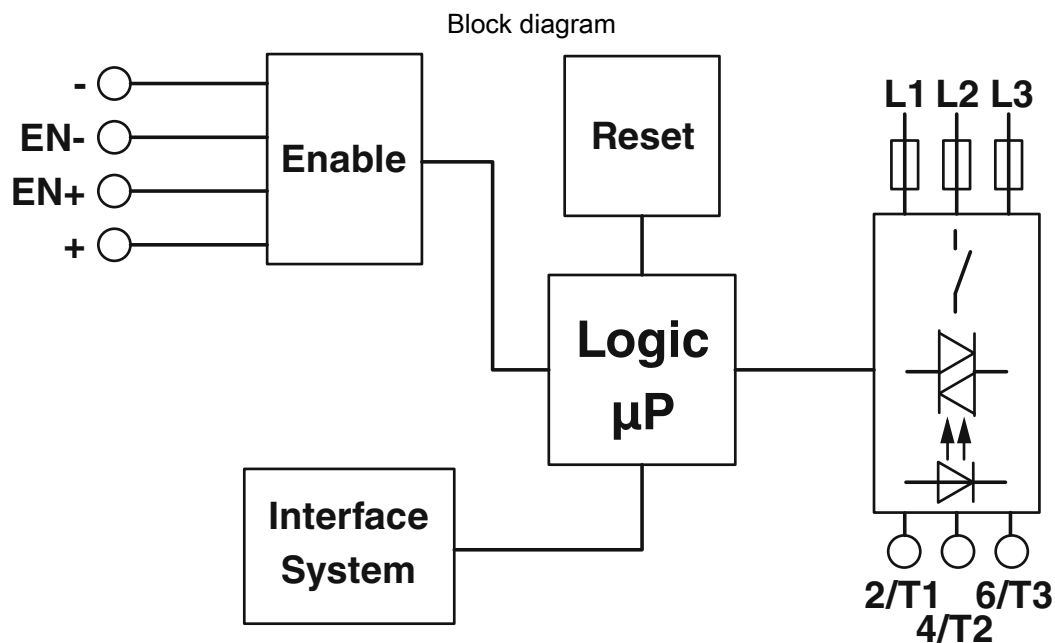 Block diagram
-
EN-
EN+
+
Enable
Reset
L1 L2 L3
Logic
µP
Interface
System
2/T1 6/T3
4/T2